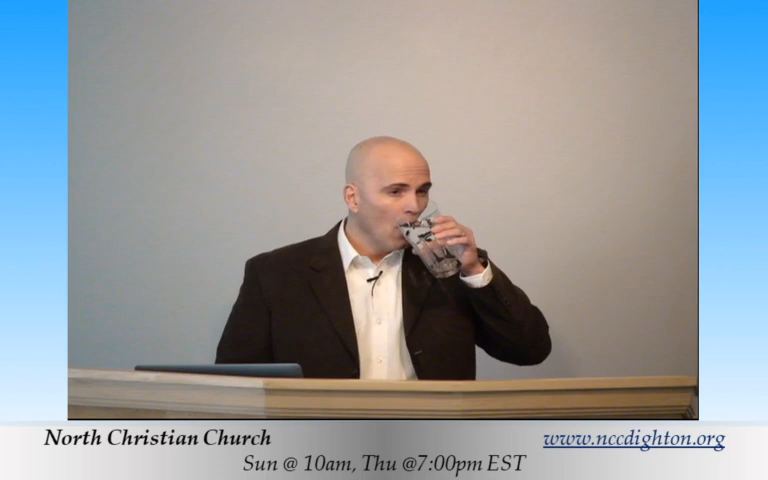 North Christian Church
www.nccdighton.org
Sun @ 10am, Thu @7:00pm EST